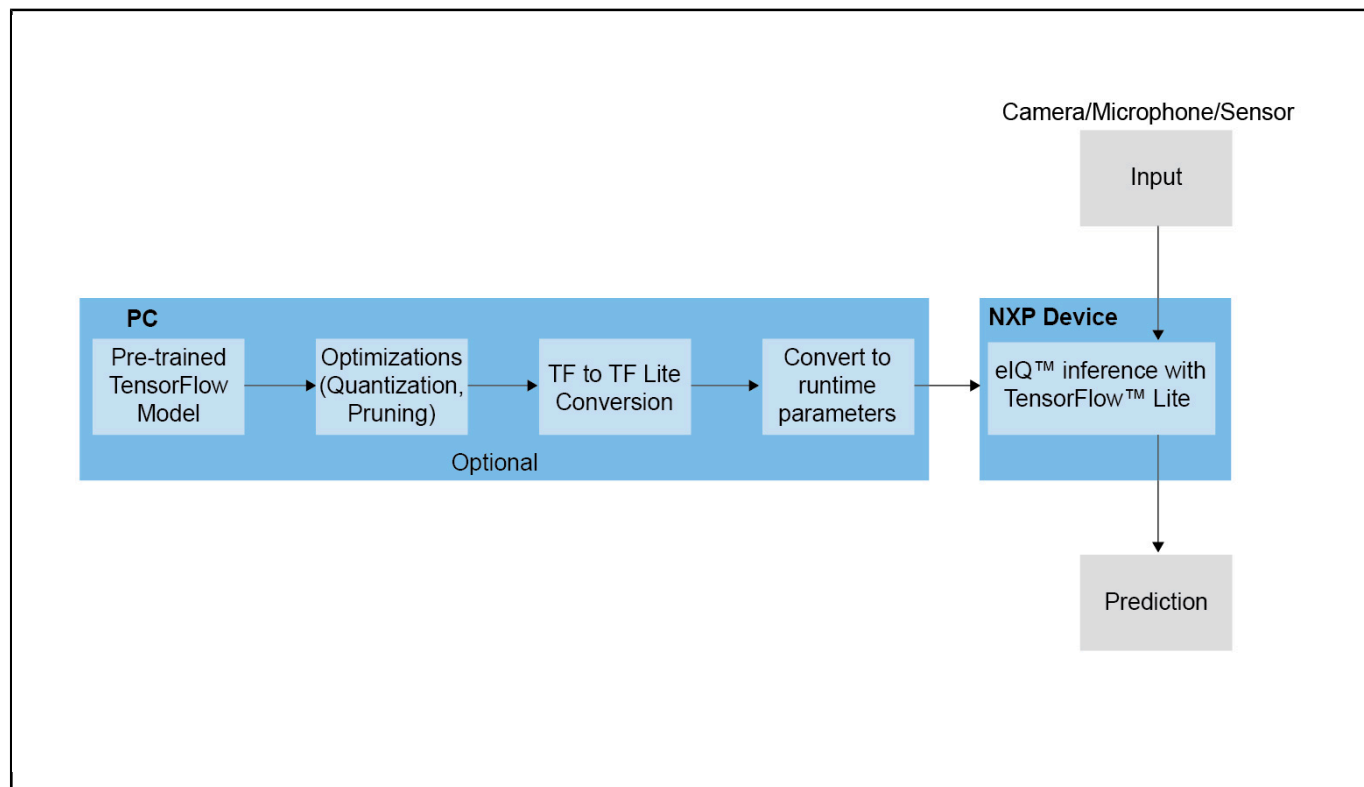 Camera/Microphone/Sensor
Input
PC
NXP Device
Pre-trained
TensorFlow
Model
Optimizations
(Quantization,
Pruning)
TF to TF Lite
Conversion
Convert to
runtime
parameters
eIQ™ inference with
TensorFlow™ Lite
Optional
Prediction